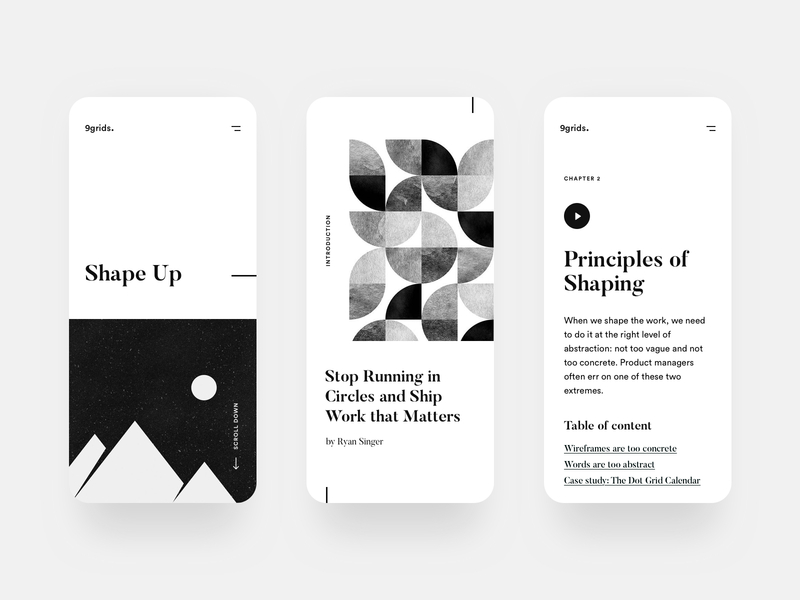 9grids.
Shape Up
SCROLL DOWN
INTRODUCTION
Stop Running in
Circles and Ship
Work that Matters
by Ryan Singer
9grids.
CHAPTER 2
Principles of
Shaping
When we shape the work, we need
to do it at the right level of
abstraction: not too vague and not
too concrete. Product managers
often err on one of these two
extremes.
Table of content
Wireframes are too concrete
Words are too abstract
Case study: The Dot Grid Calendar